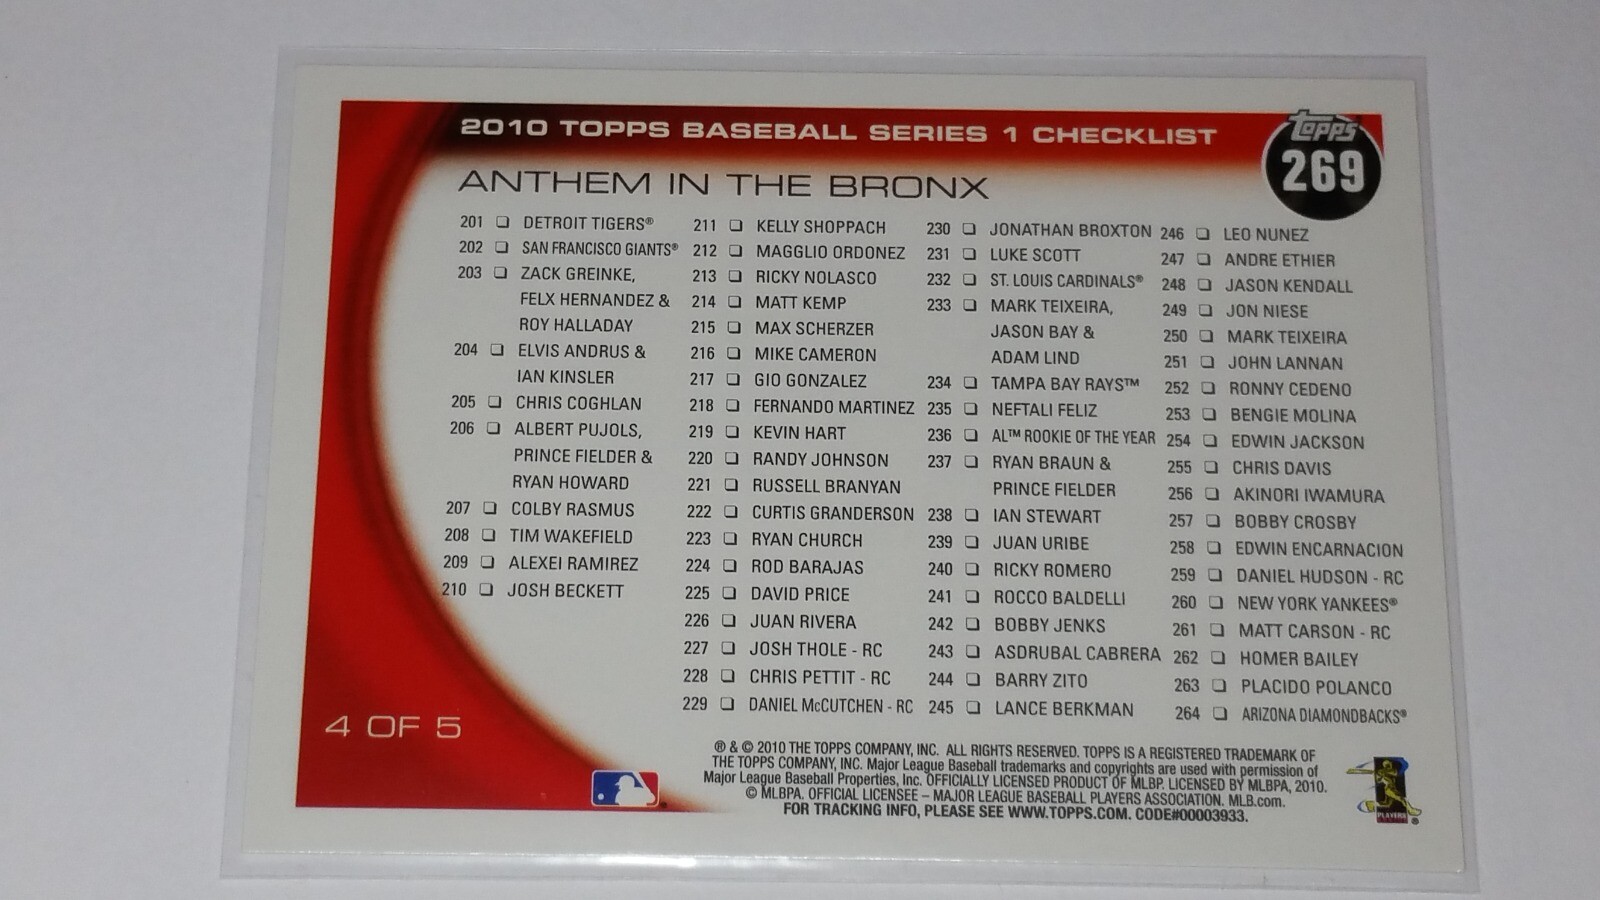 2010 TOPPS BASEBALL SERIES 1 CHECKLIST
TOPPS
269
ANTHEM IN THE BRONX
201 ❏ DETROIT TIGERS®
202 ❏ SAN FRANCISCO GIANTS®
203 ❏ ZACK GREINKE,
FELX HERNANDEZ &
ROY HALLADAY
204 ❏ ELVIS ANDRUS &
IAN KINSLER
205 ❏ CHRIS COGHLAN
206 ❏ ALBERT PUJOLS,
PRINCE FIELDER &
RYAN HOWARD
207 ❏ COLBY RASMUS
208 ❏ TIM WAKEFIELD
209 ❏ ALEXEI RAMIREZ
210 ❏ JOSH BECKETT
211 ❏ KELLY SHOPPACH
212 ❏ MAGGLIO ORDONEZ
213 ❏ RICKY NOLASCO
214 ❏ MATT KEMP
215 ❏ MAX SCHERZER
216 ❏ MIKE CAMERON
217 ❏ GIO GONZALEZ
218 ❏ FERNANDO MARTINEZ
219 ❏ KEVIN HART
220 ❏ RANDY JOHNSON
221 ❏ RUSSELL BRANYAN
222 ❏ CURTIS GRANDERSON
223 ❏ RYAN CHURCH
224 ❏ ROD BARAJAS
225 ❏ DAVID PRICE
226 ❏ JUAN RIVERA
227 ❏ JOSH THOLE - RC
228 ❏ CHRIS PETTIT - RC
229 ❏ DANIEL McCUTCHEN - RC
230 ❏ JONATHAN BROXTON
231 ❏ LUKE SCOTT
232 ❏ ST. LOUIS CARDINALS®
233 ❏ MARK TEIXEIRA,
JASON BAY &
ADAM LIND
234 ❏ TAMPA BAY RAYS™
235 ❏ NEFTALI FELIZ
236 ❏ AL™ ROOKIE OF THE YEAR
237 ❏ RYAN BRAUN &
PRINCE FIELDER
238 ❏ IAN STEWART
239 ❏ JUAN URIBE
240 ❏ RICKY ROMERO
241 ❏ ROCCO BALDELLI
242 ❏ BOBBY JENKS
243 ❏ ASDRUBAL CABRERA
244 ❏ BARRY ZITO
245 ❏ LANCE BERKMAN
246 ❏ LEO NUNEZ
247 ❏ ANDRE ETHIER
248 ❏ JASON KENDALL
249 ❏ JON NIESE
250 ❏ MARK TEIXEIRA
251 ❏ JOHN LANNAN
252 ❏ RONNY CEDENO
253 ❏ BENGIE MOLINA
254 ❏ EDWIN JACKSON
255 ❏ CHRIS DAVIS
256 ❏ AKINORI IWAMURA
257 ❏ BOBBY CROSBY
258 ❏ EDWIN ENCARNACION
259 ❏ DANIEL HUDSON - RC
260 ❏ NEW YORK YANKEES®
261 ❏ MATT CARSON - RC
262 ❏ HOMER BAILEY
263 ❏ PLACIDO POLANCO
264 ❏ ARIZONA DIAMONDBACKS®
4 OF 5
® & © 2010 THE TOPPS COMPANY, INC. ALL RIGHTS RESERVED. TOPPS IS A REGISTERED TRADEMARK OF
THE TOPPS COMPANY, INC. Major League Baseball trademarks and copyrights are used with permission of
Major League Baseball Properties, Inc. OFFICIALLY LICENSED PRODUCT OF MLBP. LICENSED BY MLBPA, 2010.
© MLBPA. OFFICIAL LICENSEE – MAJOR LEAGUE BASEBALL PLAYERS ASSOCIATION. MLB.com.
FOR TRACKING INFO, PLEASE SEE WWW.TOPPS.COM. CODE#00003933.
PLAYERS